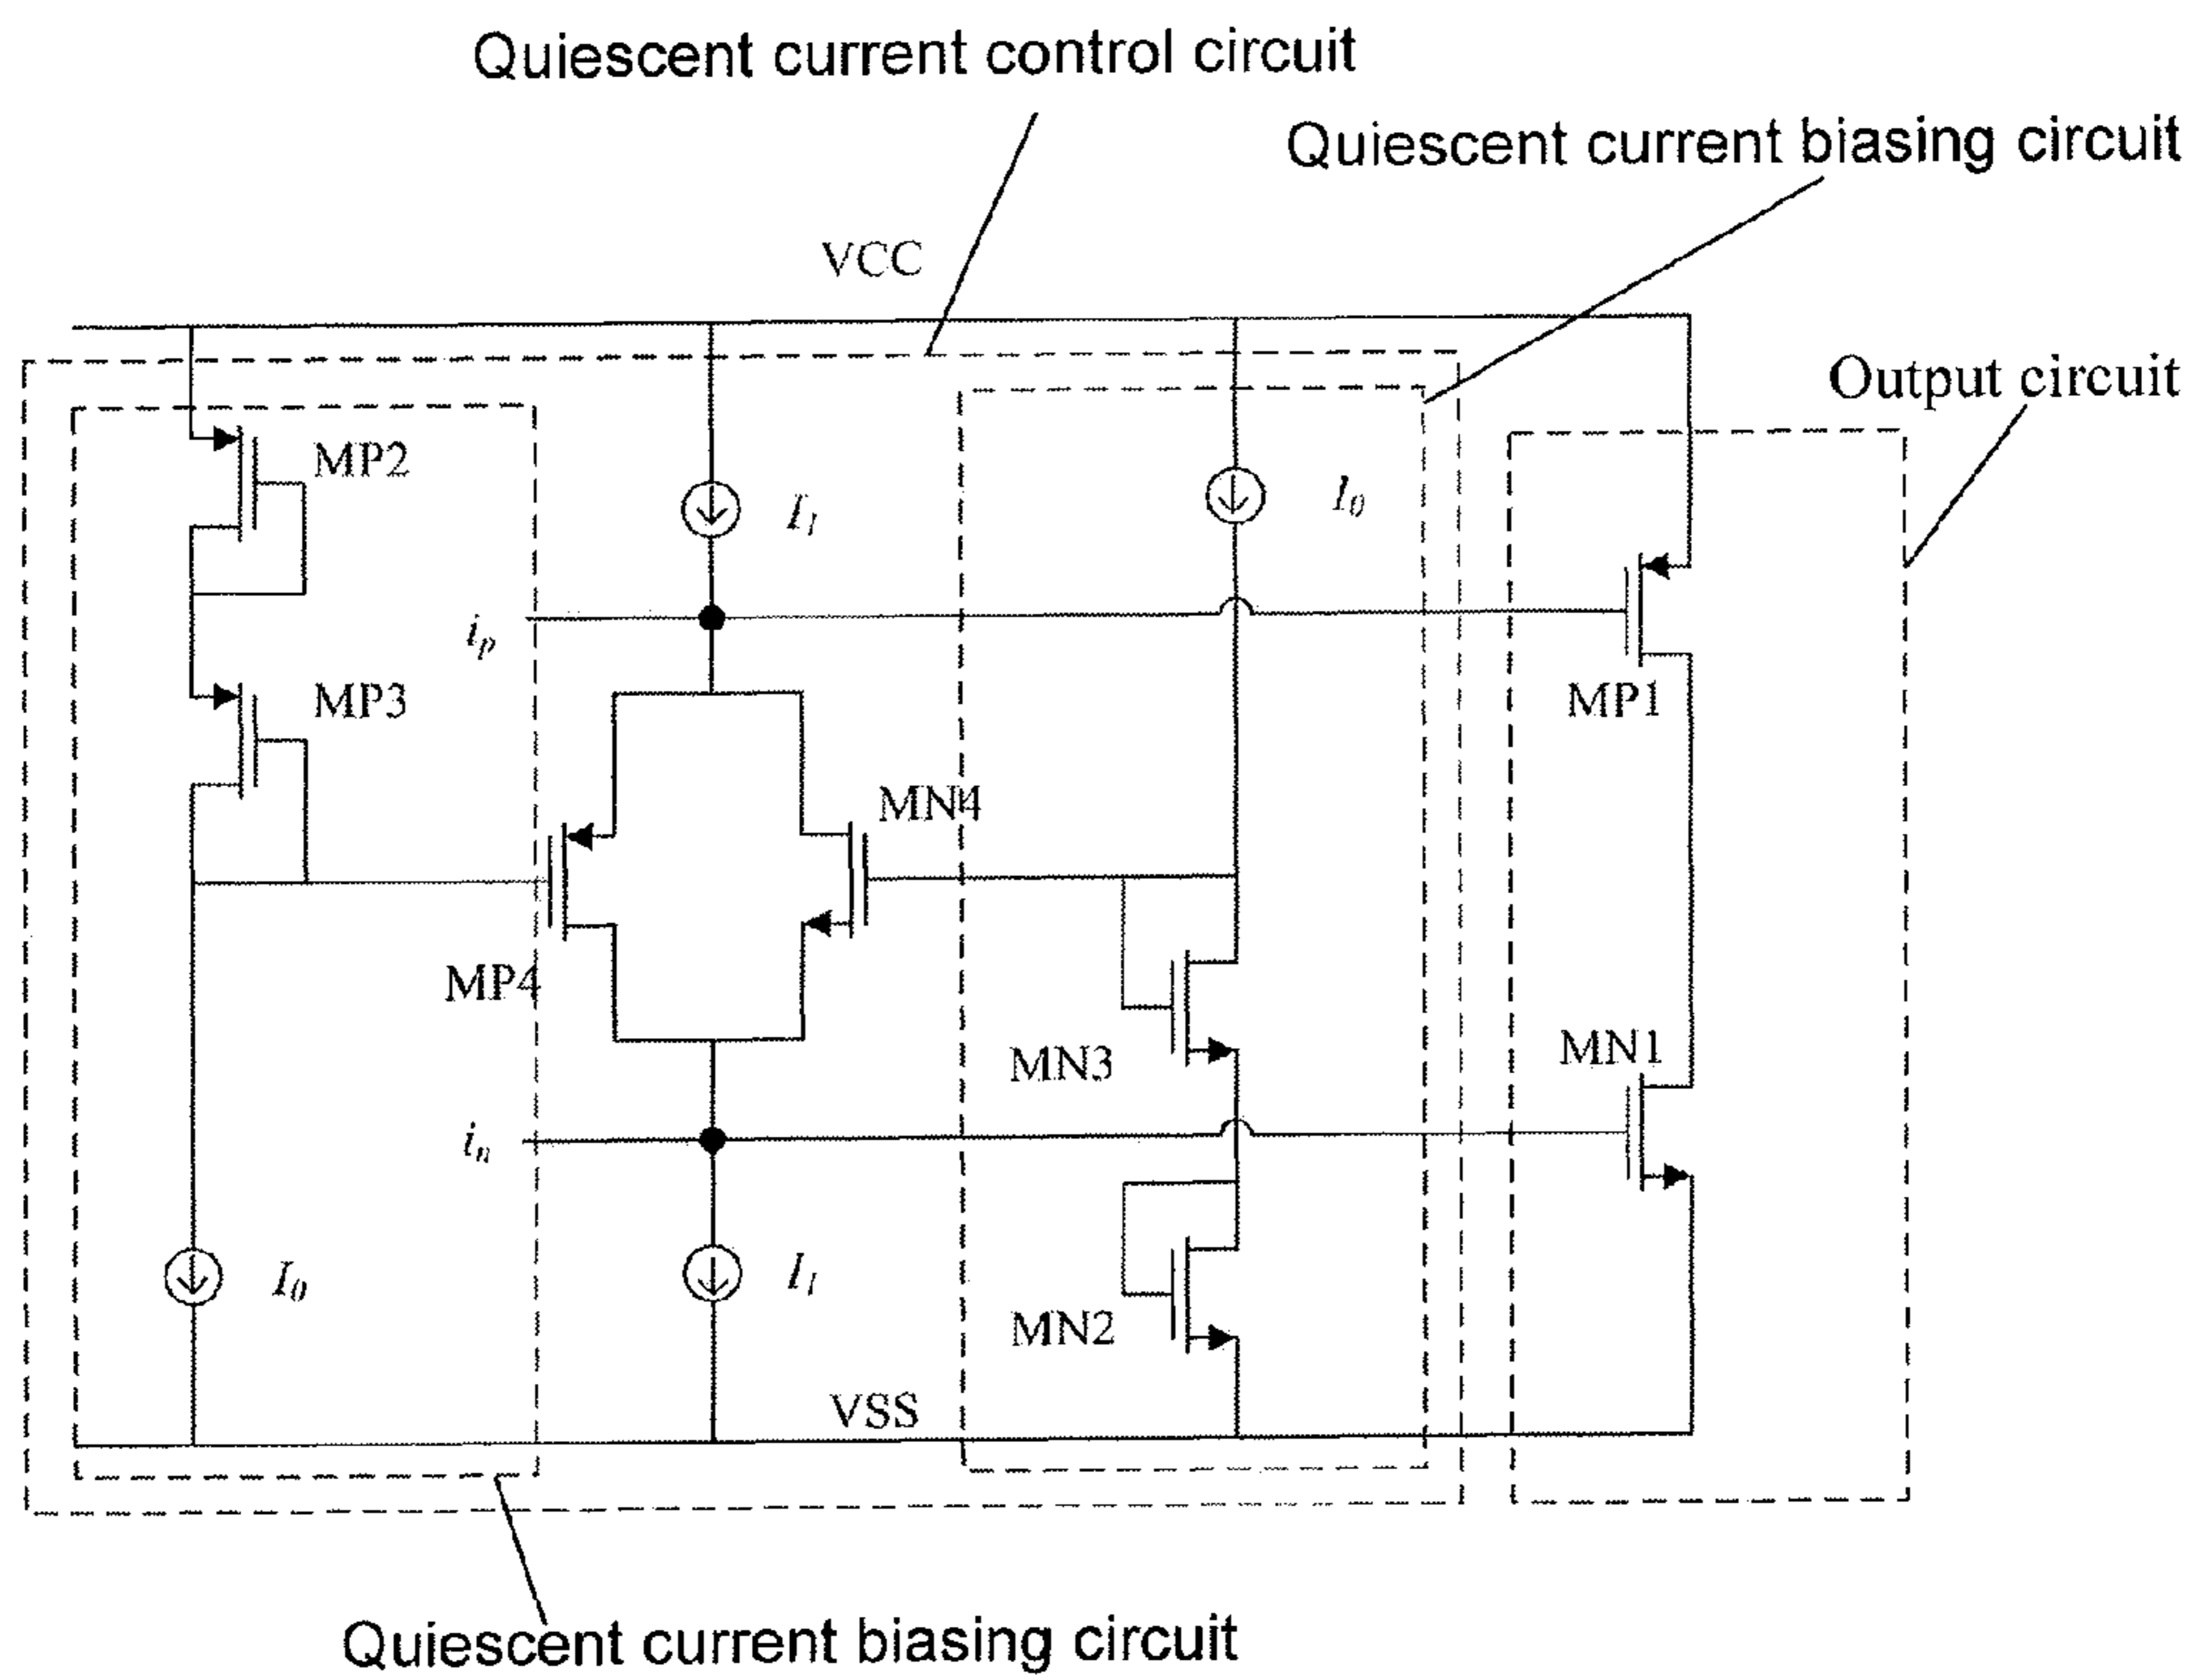 Quiescent current control circuit
Quiescent current biasing circuit
VCC
Output circuit
MP2
I1
I0
ip
MP3
MP1
MN4
MP4
MN1
MN3
in
I0
I1
MN2
VSS
Quiescent current biasing circuit